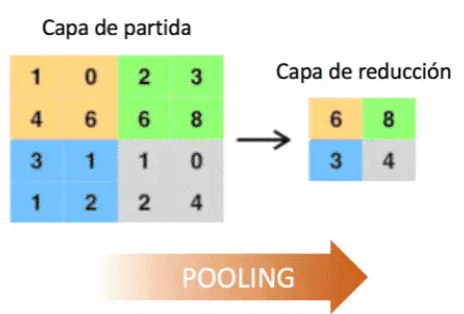 Capa de partida
1 0 2 3
4 6 6 8
3 1 1 0
1 2 2 4
Capa de reducción
6 8
3 4
POOLING